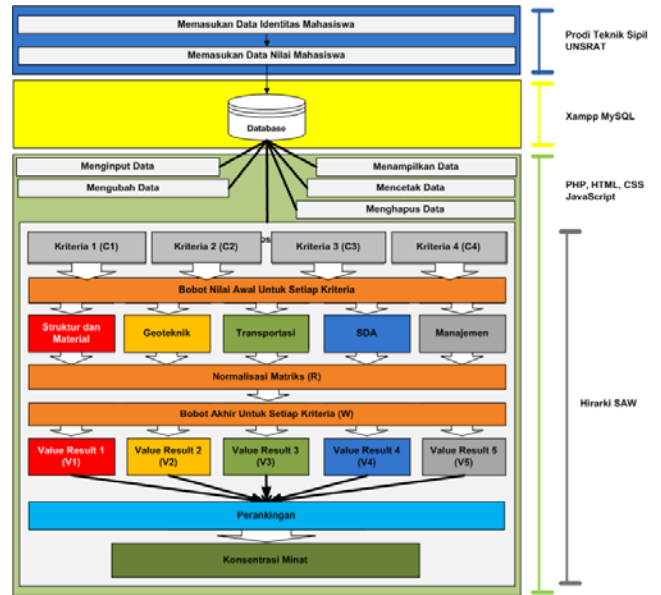 Memasukan Data Identitas Mahasiswa
Memasukan Data Nilai Mahasiswa
Prodi Teknik Sipil
UNSRAT
Database
Xampp MySQL
Menginput Data
Menampilkan Data
Mengubah Data
Mencetak Data
Menghapus Data
PHP, HTML, CSS
JavaScript
Kriteria 1 (C1)
Kriteria 2 (C2)
Kriteria 3 (C3)
Kriteria 4 (C4)
Bobot Nilai Awal Untuk Setiap Kriteria
Struktur dan
Material
Geoteknik
Transportasi
SDA
Manajemen
Normalisasi Matriks (R)
Bobot Akhir Untuk Setiap Kriteria (W)
Hirarki SAW
Value Result 1
(V1)
Value Result 2
(V2)
Value Result 3
(V3)
Value Result 4
(V4)
Value Result 5
(V5)
Perankingan
Konsentrasi Minat